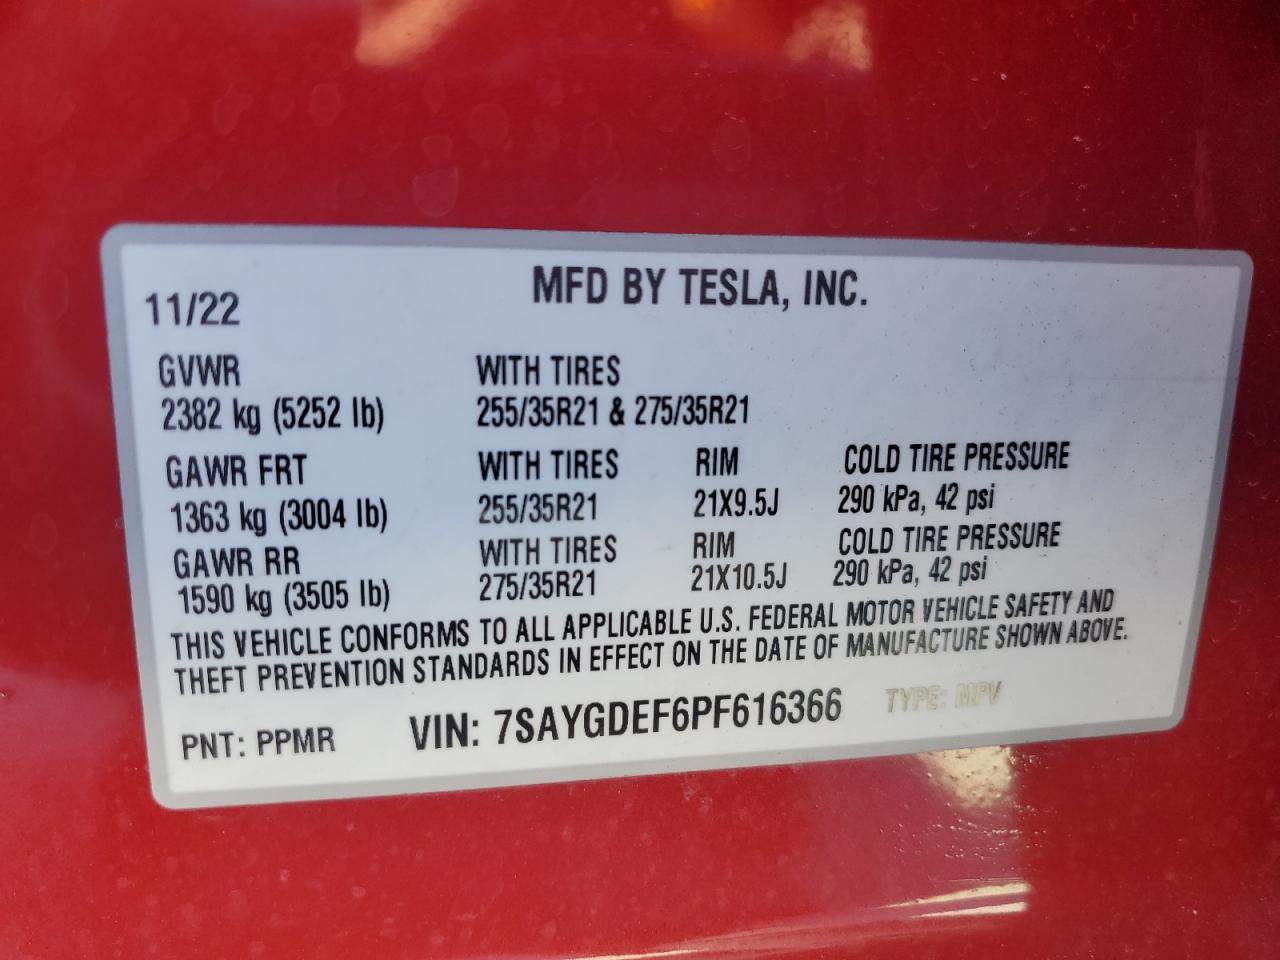 MFD BY TESLA, INC.
11/22
GVWR WITH TIRES
2382 kg (5252 lb) 255/35R21 & 275/35R21
GAWR FRT WITH TIRES RIM COLD TIRE PRESSURE
1363 kg (3004 lb) 255/35R21 21X9.5J 290 kPa, 42 psi
GAWR RR WITH TIRES RIM COLD TIRE PRESSURE
1590 kg (3505 lb) 275/35R21 21X10.5J 290 kPa, 42 psi
THIS VEHICLE CONFORMS TO ALL APPLICABLE U.S. FEDERAL MOTOR VEHICLE SAFETY AND
THEFT PREVENTION STANDARDS IN EFFECT ON THE DATE OF MANUFACTURE SHOWN ABOVE.
PNT: PPMR VIN: 7SAYGDEF6PF616366 TYPE: MPV